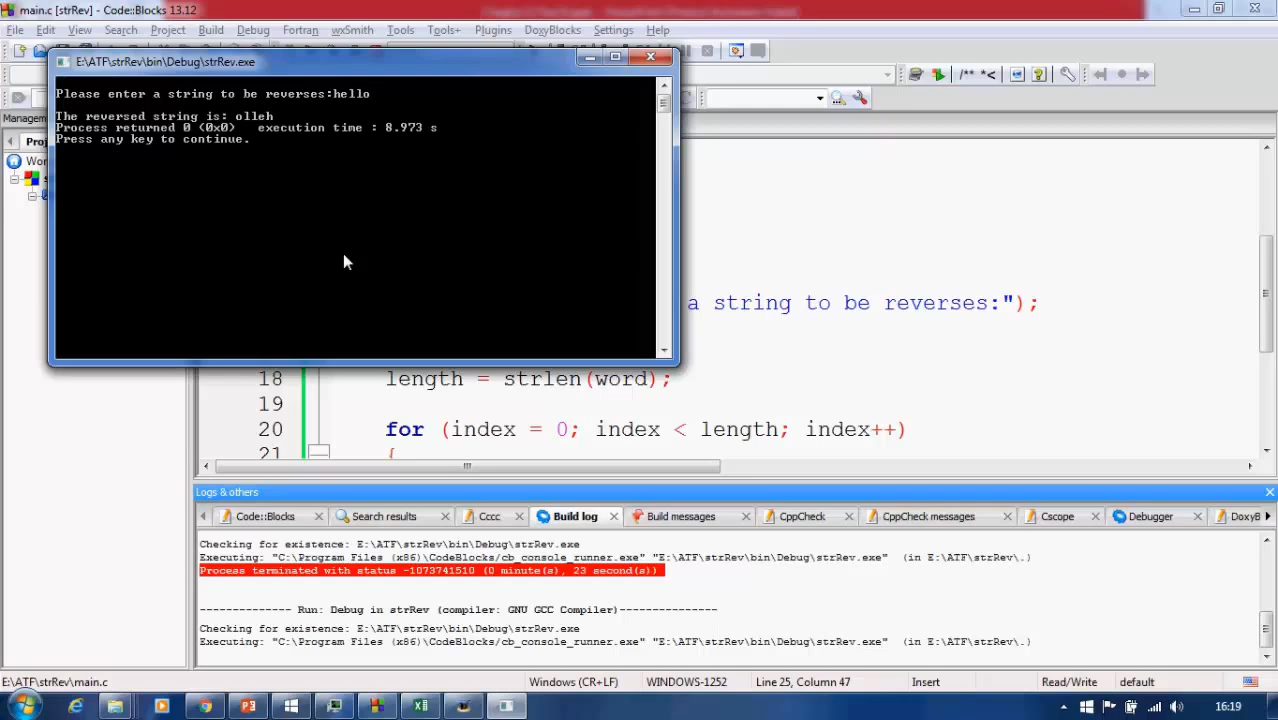 main.c [strRev] - Code::Blocks 13.12
File Edit View Search Project Build Debug Fortran wxSmith Tools Tools+ Plugins DoxyBlocks Settings Help
E:\ATF\strRev\bin\Debug\strRev.exe
Please enter a string to be reverses:hello
The reversed string is: olleh
Process returned 0 (0x0)   execution time : 8.973 s
Press any key to continue.
/** *<
Manageme
Proj
Wor
s
a string to be reverses:");
18 length = strlen(word);
19
20 for (index = 0; index < length; index++)
21 {
Logs & others
Code::Blocks Search results Cccc Build log Build messages CppCheck CppCheck messages Cscope Debugger DoxyB
Checking for existence: E:\ATF\strRev\bin\Debug\strRev.exe
Executing: "C:\Program Files (x86)\CodeBlocks/cb_console_runner.exe" "E:\ATF\strRev\bin\Debug\strRev.exe"  (in E:\ATF\strRev\.)
Process terminated with status -1073741510 (0 minute(s), 23 second(s))
-------------- Run: Debug in strRev (compiler: GNU GCC Compiler)---------------
Checking for existence: E:\ATF\strRev\bin\Debug\strRev.exe
Executing: "C:\Program Files (x86)\CodeBlocks/cb_console_runner.exe" "E:\ATF\strRev\bin\Debug\strRev.exe"  (in E:\ATF\strRev\.)
E:\ATF\strRev\main.c Windows (CR+LF) WINDOWS-1252 Line 25, Column 47 Insert Read/Write default
16:19